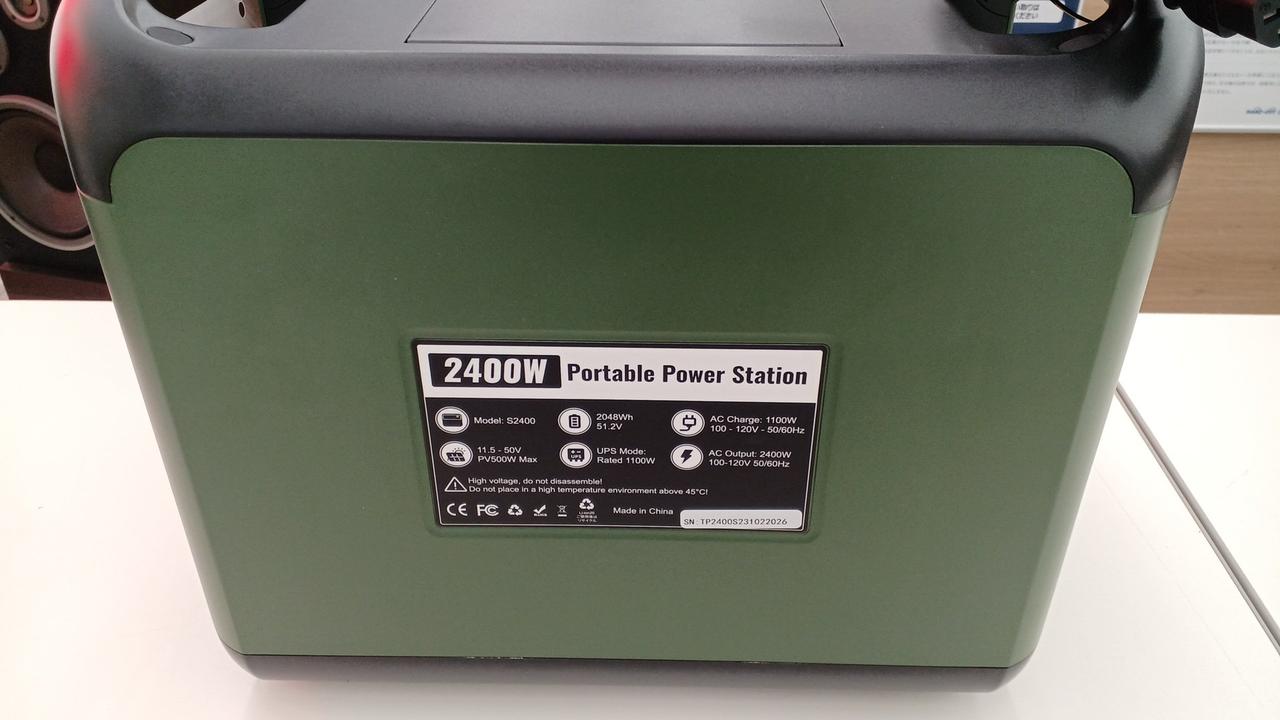 2400W Portable Power Station
Model: S2400
2048Wh
51.2V
AC Charge: 1100W
100 - 120V - 50/60Hz
11.5 - 50V
PV500W Max
UPS Mode:
Rated 1100W
AC Output: 2400W
100-120V 50/60Hz
High voltage, do not disassemble!
Do not place in a high temperature environment above 45°C!
CE FC
Made in China
SN: TP2400S231022026